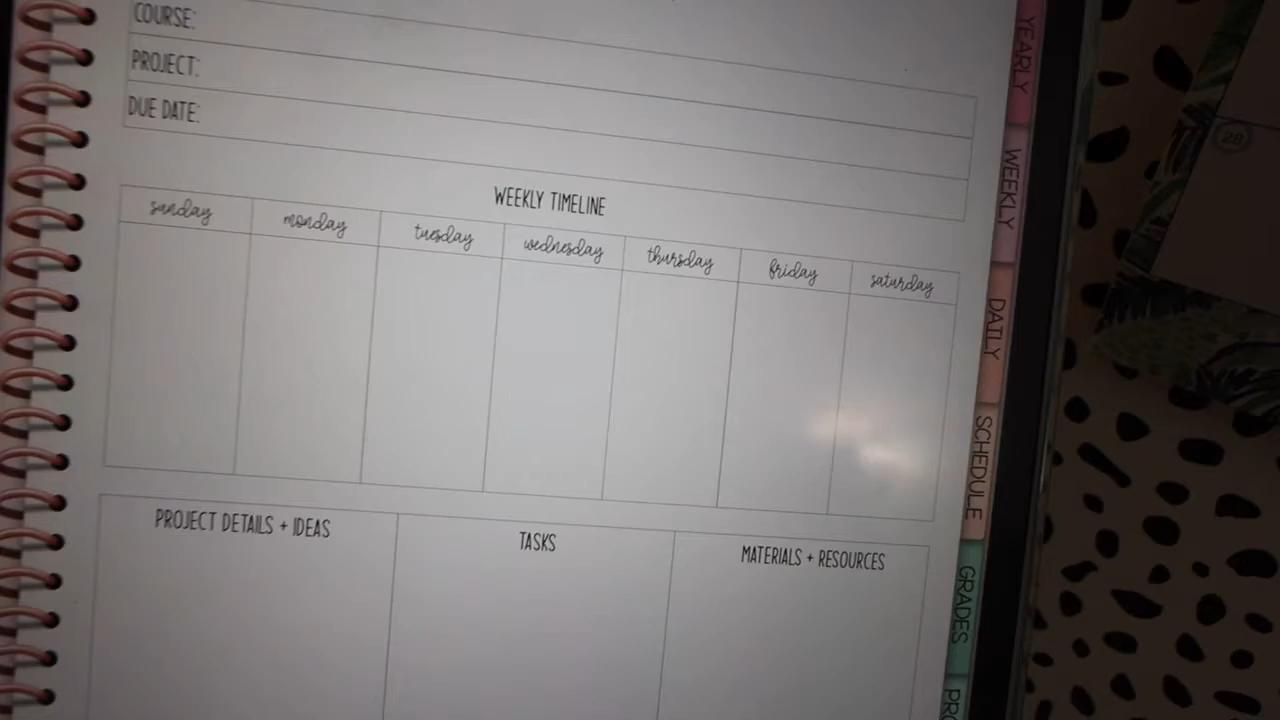 COURSE:
PROJECT:
DUE DATE:
WEEKLY TIMELINE
sunday monday tuesday wednesday thursday friday saturday
PROJECT DETAILS + IDEAS TASKS MATERIALS + RESOURCES
YEARLY
WEEKLY
DAILY
SCHEDULE
GRADES
28